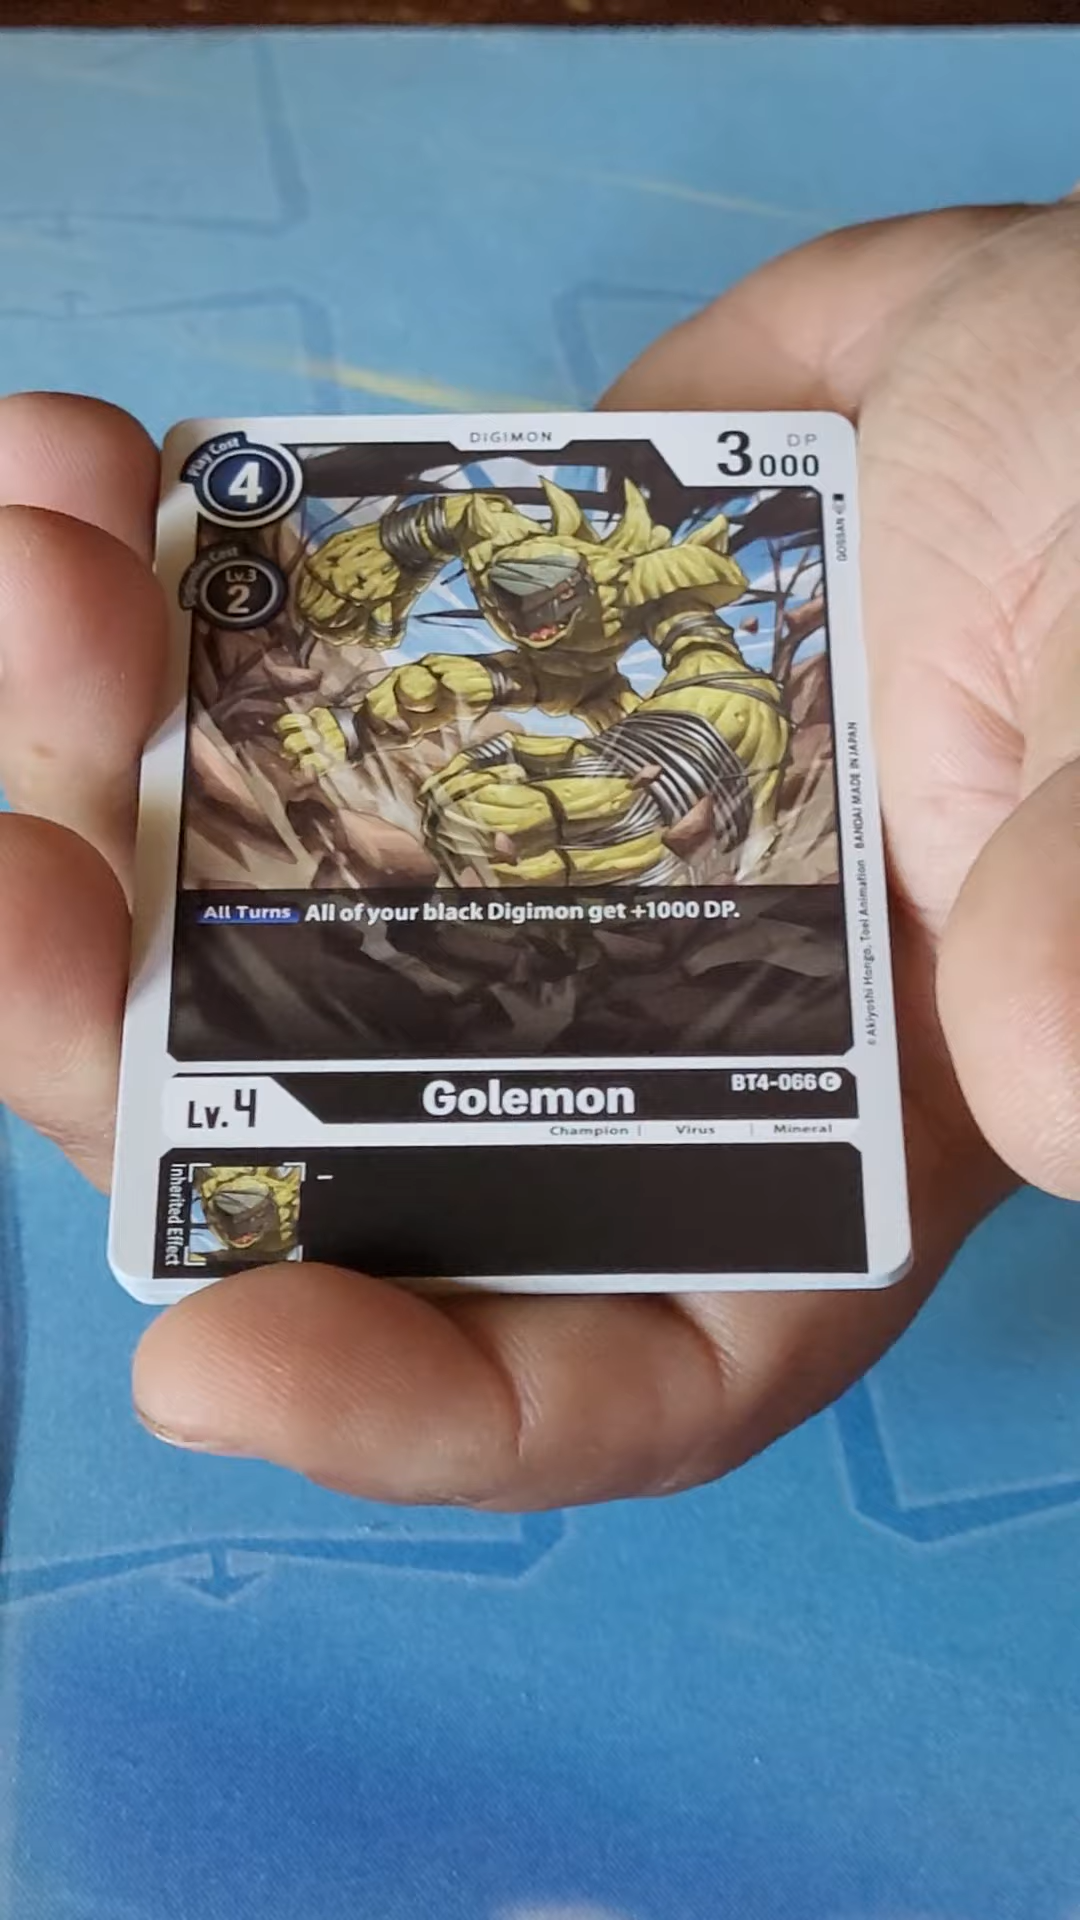 DIGIMON
Play Cost
4
DP
3000
Digivolve Cost
Lv.3
2
GOSSAN
All Turns All of your black Digimon get +1000 DP.
© Akiyoshi Hongo, Toei Animation · BANDAI MADE IN JAPAN
Lv.4
Golemon
BT4-066 C
Champion | Virus | Mineral
Inherited Effect
–